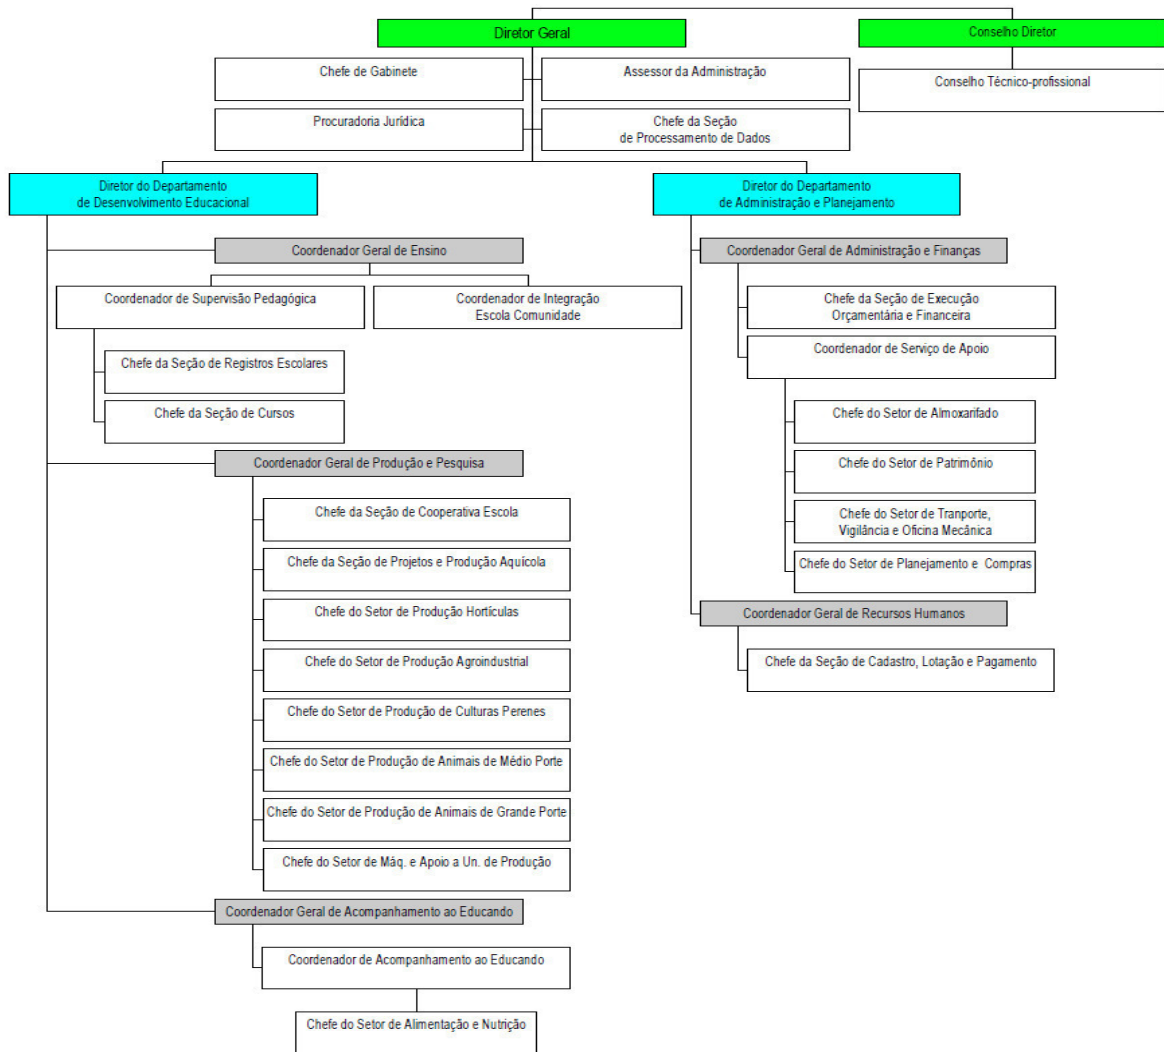 Diretor Geral
Conselho Diretor
Chefe de Gabinete
Assessor da Administração
Conselho Técnico-profissional
Procuradoria Jurídica
Chefe da Seção
de Processamento de Dados
Diretor do Departamento
de Desenvolvimento Educacional
Diretor do Departamento
de Administração e Planejamento
Coordenador Geral de Ensino
Coordenador de Supervisão Pedagógica
Coordenador de Integração
Escola Comunidade
Chefe da Seção de Registros Escolares
Chefe da Seção de Cursos
Coordenador Geral de Produção e Pesquisa
Chefe da Seção de Cooperativa Escola
Chefe da Seção de Projetos e Produção Aquícola
Chefe do Setor de Produção Hortículas
Chefe do Setor de Produção Agroindustrial
Chefe do Setor de Produção de Culturas Perenes
Chefe do Setor de Produção de Animais de Médio Porte
Chefe do Setor de Produção de Animais de Grande Porte
Chefe do Setor de Máq. e Apoio a Un. de Produção
Coordenador Geral de Acompanhamento ao Educando
Coordenador de Acompanhamento ao Educando
Chefe do Setor de Alimentação e Nutrição
Coordenador Geral de Administração e Finanças
Chefe da Seção de Execução
Orçamentária e Financeira
Coordenador de Serviço de Apoio
Chefe do Setor de Almoxarifado
Chefe do Setor de Patrimônio
Chefe do Setor de Tranporte,
Vigilância e Oficina Mecânica
Chefe do Setor de Planejamento e Compras
Coordenador Geral de Recursos Humanos
Chefe da Seção de Cadastro, Lotação e Pagamento